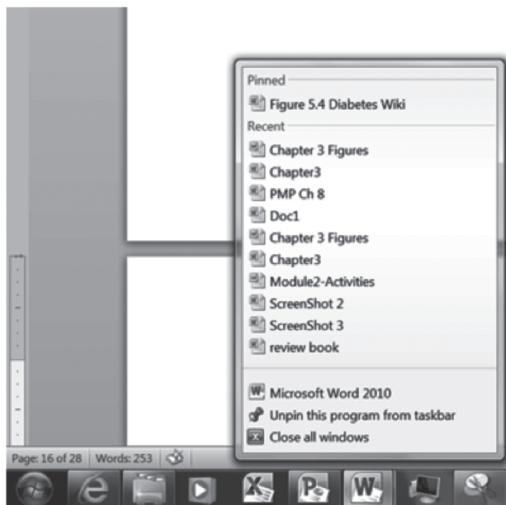 Pinned
Figure 5.4 Diabetes Wiki
Recent
Chapter 3 Figures
Chapter3
PMP Ch 8
Doc1
Chapter 3 Figures
Chapter3
Module2-Activities
ScreenShot 2
ScreenShot 3
review book
Microsoft Word 2010
Unpin this program from taskbar
Close all windows
Page: 16 of 28 Words: 253